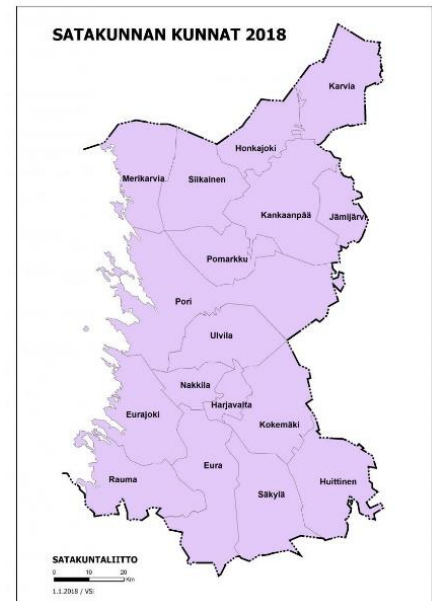 SATAKUNNAN KUNNAT 2018
Karvia
Honkajoki
Merikarvia
Siikainen
Kankaanpää
Jämijärvi
Pomarkku
Pori
Ulvila
Nakkila
Harjavalta
Eurajoki
Kokemäki
Eura
Rauma
Säkylä
Huittinen
SATAKUNTALIITTO
0 10 20
Km
1.1.2018 / VS: